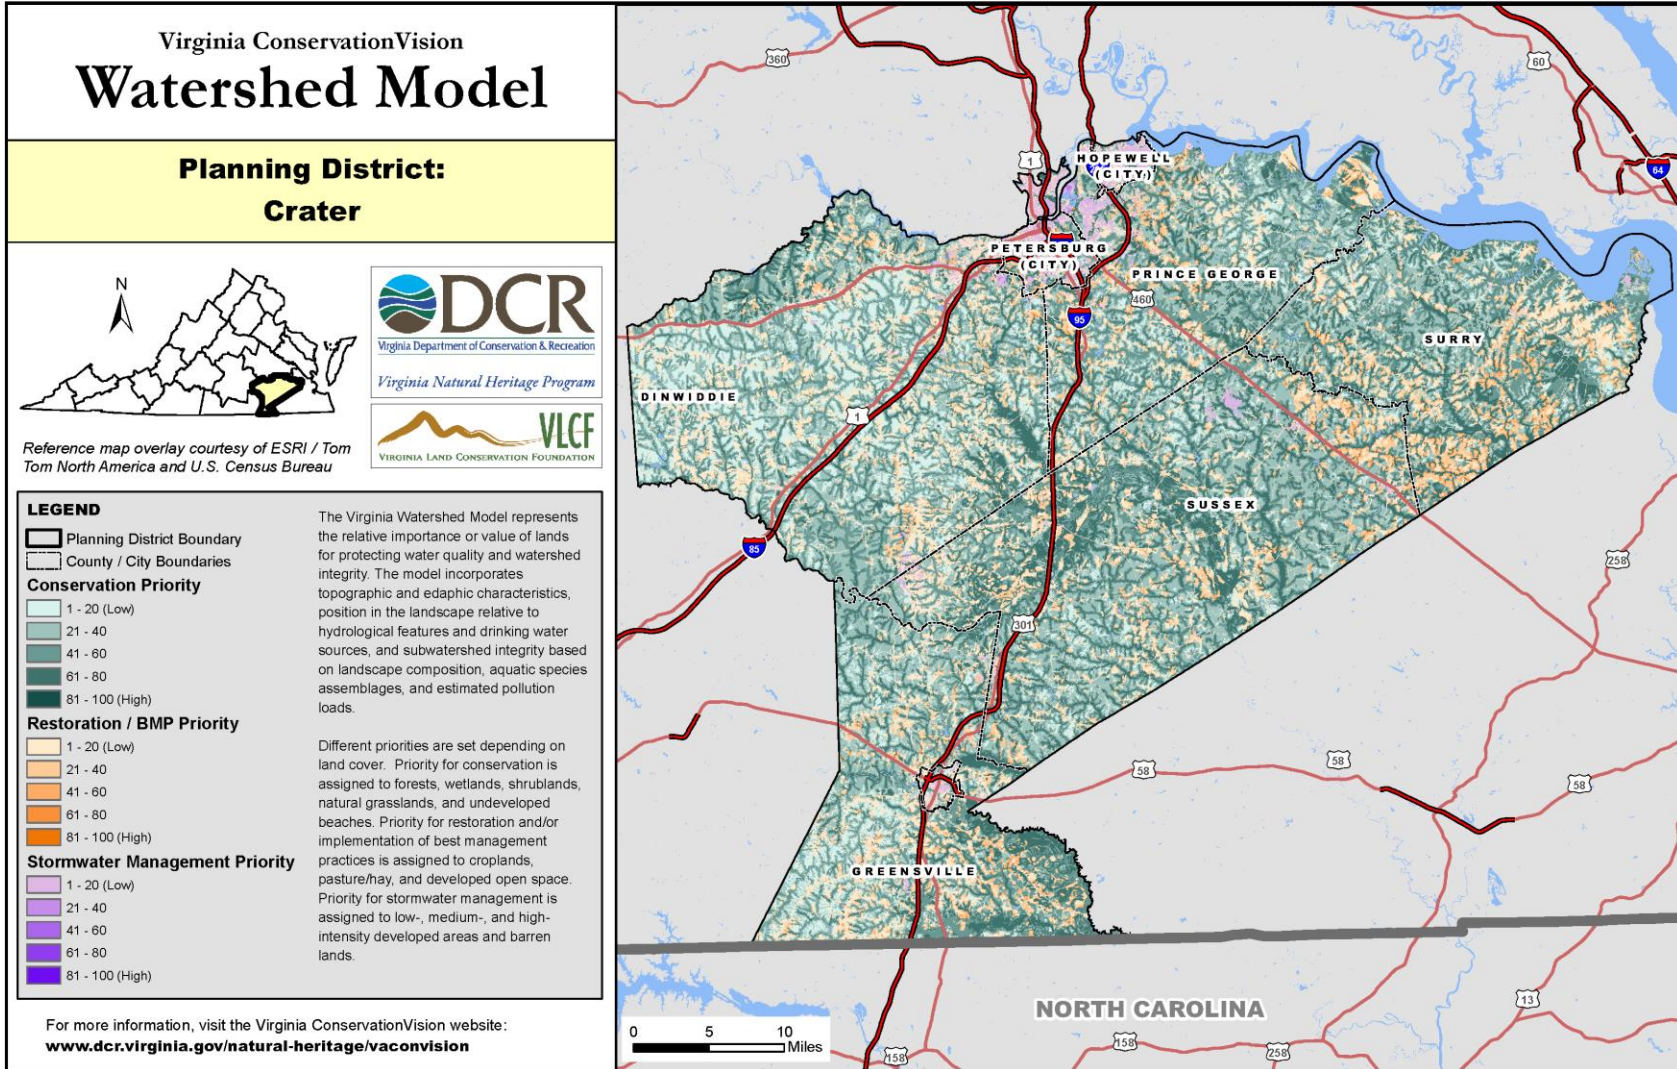 Virginia ConservationVision
Watershed Model
Planning District:
Crater
N
DCR
Virginia Department of Conservation & Recreation
Virginia Natural Heritage Program
VLCF
VIRGINIA LAND CONSERVATION FOUNDATION
Reference map overlay courtesy of ESRI / Tom
Tom North America and U.S. Census Bureau
LEGEND
Planning District Boundary
County / City Boundaries
Conservation Priority
1 - 20 (Low)
21 - 40
41 - 60
61 - 80
81 - 100 (High)
Restoration / BMP Priority
1 - 20 (Low)
21 - 40
41 - 60
61 - 80
81 - 100 (High)
Stormwater Management Priority
1 - 20 (Low)
21 - 40
41 - 60
61 - 80
81 - 100 (High)
The Virginia Watershed Model represents
the relative importance or value of lands
for protecting water quality and watershed
integrity. The model incorporates
topographic and edaphic characteristics,
position in the landscape relative to
hydrological features and drinking water
sources, and subwatershed integrity based
on landscape composition, aquatic species
assemblages, and estimated pollution
loads.
Different priorities are set depending on
land cover. Priority for conservation is
assigned to forests, wetlands, shrublands,
natural grasslands, and undeveloped
beaches. Priority for restoration and/or
implementation of best management
practices is assigned to croplands,
pasture/hay, and developed open space.
Priority for stormwater management is
assigned to low-, medium-, and high-
intensity developed areas and barren
lands.
For more information, visit the Virginia ConservationVision website:
www.dcr.virginia.gov/natural-heritage/vaconvision
360
60
1
HOPEWELL
(CITY)
64
PETERSBURG
(CITY)
PRINCE GEORGE
460
95
SURRY
DINWIDDIE
1
SUSSEX
85
258
301
58
58
58
GREENSVILLE
NORTH CAROLINA
13
158
158
258
0 5 10
Miles